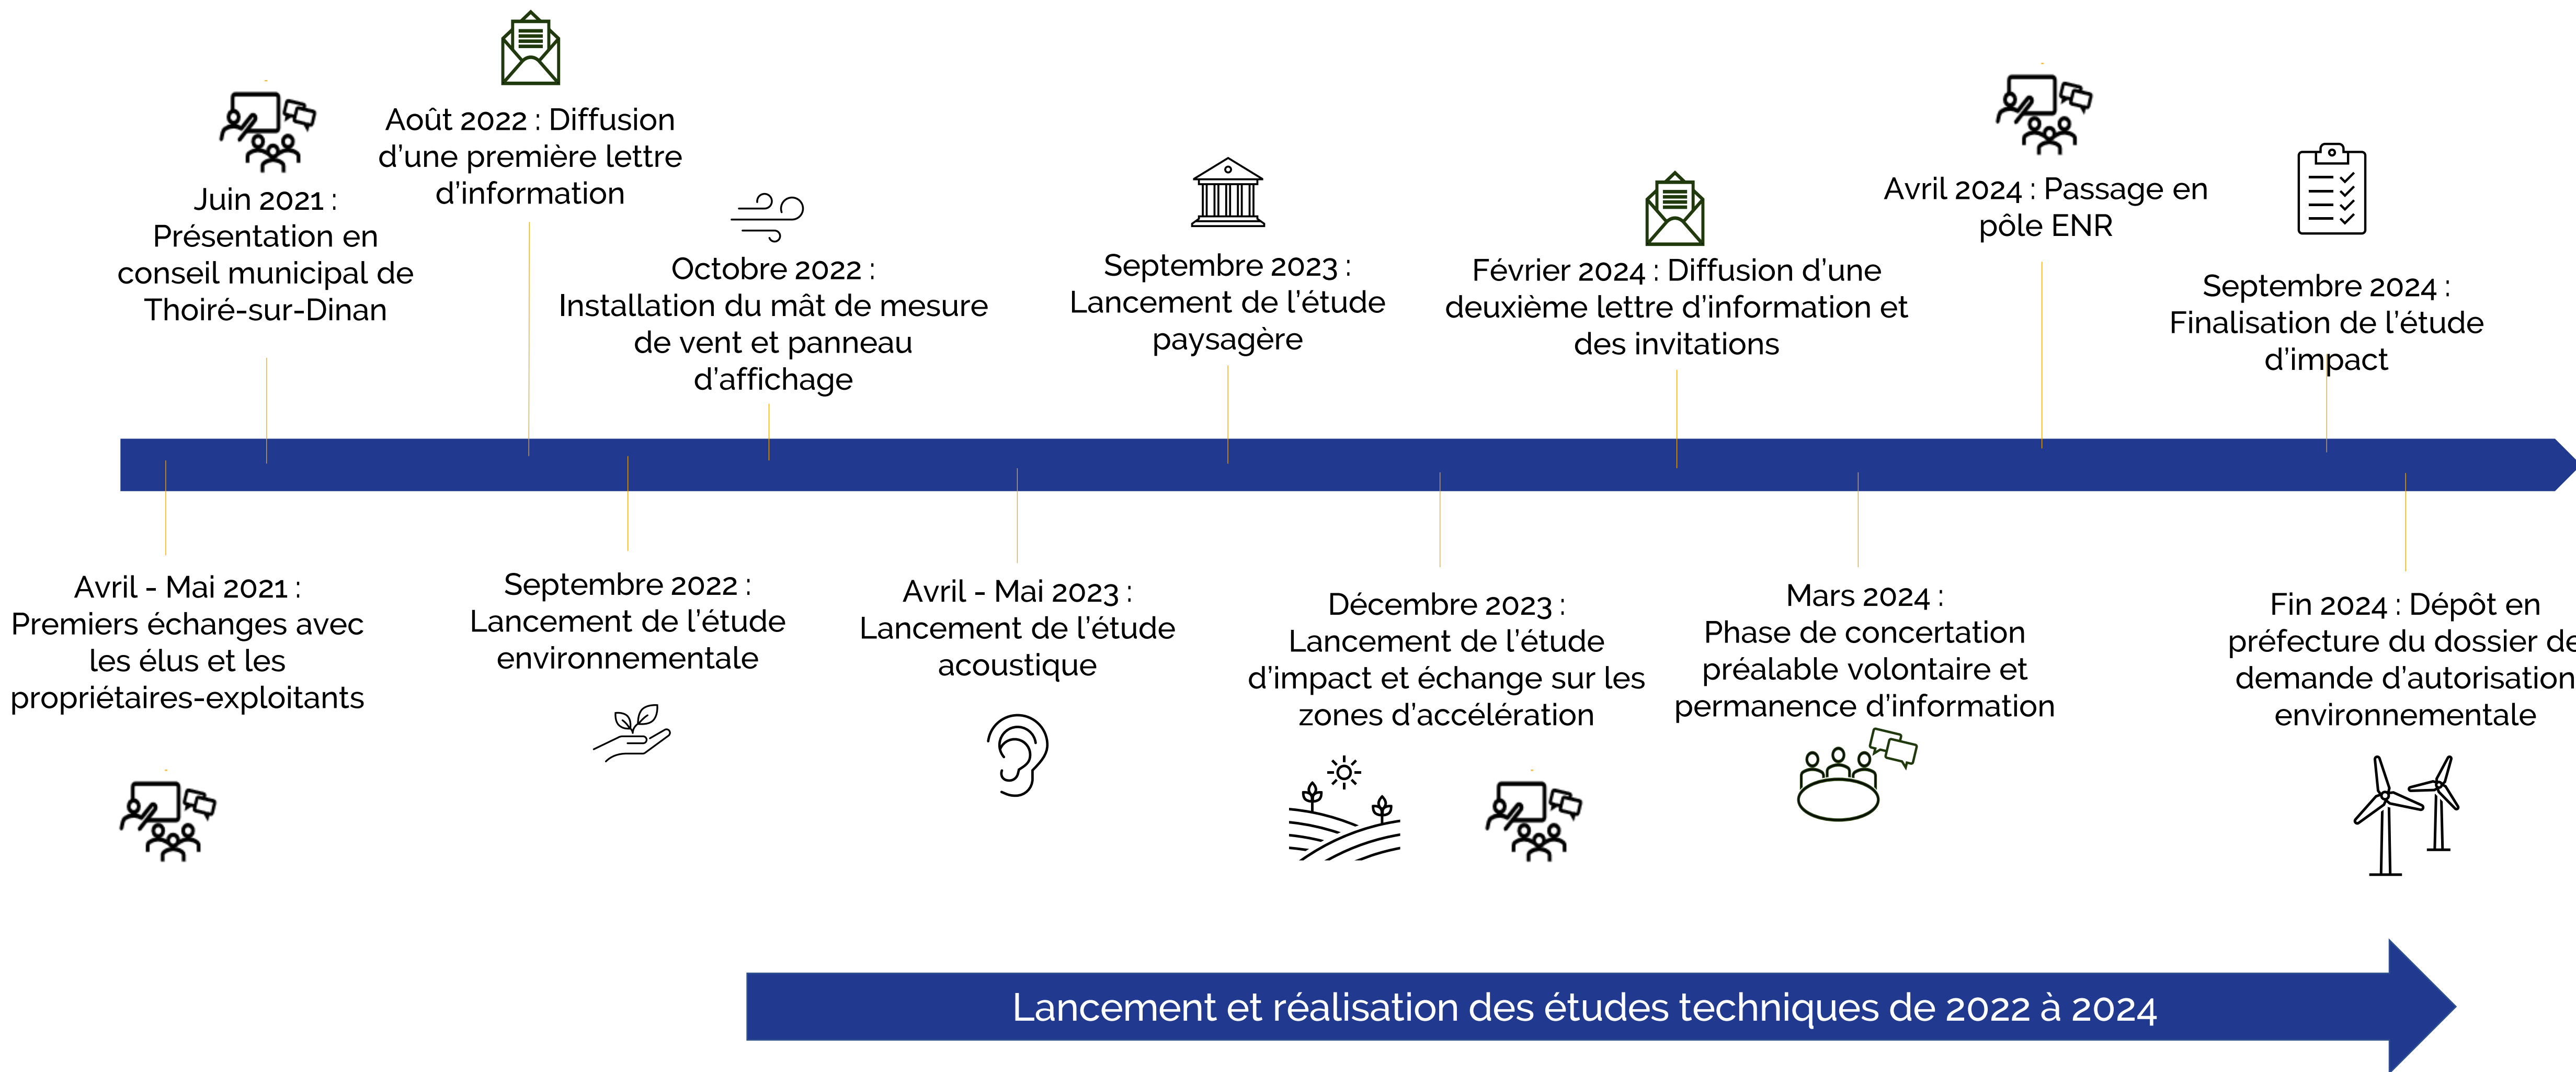 Août 2022 : Diffusion
d'une première lettre
d'information
Juin 2021 :
Présentation en
conseil municipal de
Thoiré-sur-Dinan
Octobre 2022 :
Installation du mât de mesure
de vent et panneau
d'affichage
Septembre 2023 :
Lancement de l'étude
paysagère
Février 2024 : Diffusion d'une
deuxième lettre d'information et
des invitations
Avril 2024 : Passage en
pôle ENR
Septembre 2024 :
Finalisation de l'étude
d'impact
Avril - Mai 2021 :
Premiers échanges avec
les élus et les
propriétaires-exploitants
Septembre 2022 :
Lancement de l'étude
environnementale
Avril - Mai 2023 :
Lancement de l'étude
acoustique
Décembre 2023 :
Lancement de l'étude
d'impact et échange sur les
zones d'accélération
Mars 2024 :
Phase de concertation
préalable volontaire et
permanence d'information
Fin 2024 : Dépôt en
préfecture du dossier de
demande d'autorisation
environnementale
Lancement et réalisation des études techniques de 2022 à 2024